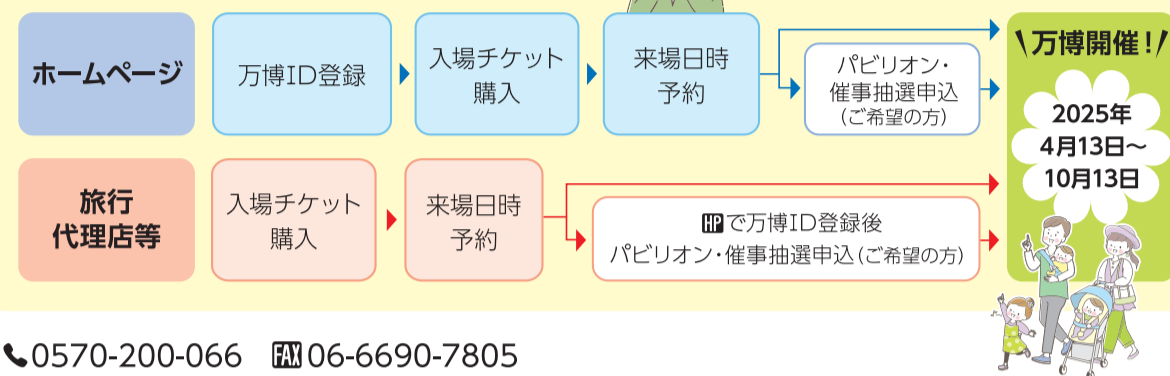 ホームページ
万博ID登録
入場チケット
購入
来場日時
予約
パビリオン・
催事抽選申込
(ご希望の方)
万博開催!
2025年
4月13日〜
10月13日
旅行
代理店等
入場チケット
購入
来場日時
予約
HPで万博ID登録後
パビリオン・催事抽選申込(ご希望の方)
0570-200-066 FAX 06-6690-7805